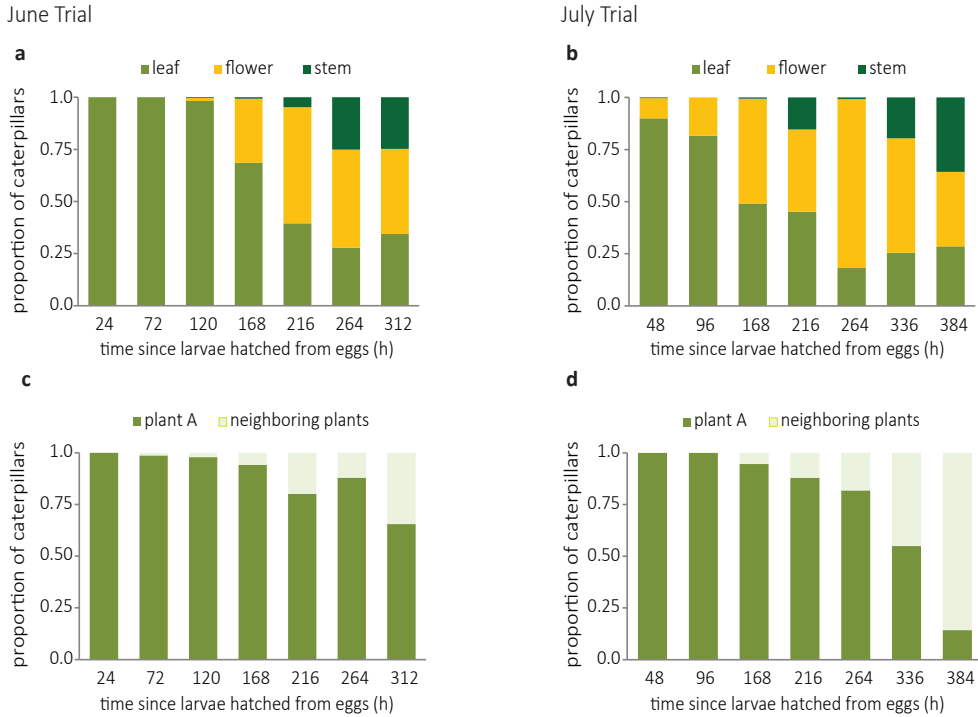 June Trial
July Trial
a
leaf flower stem
proportion of caterpillars
1.0
0.75
0.50
0.25
0.0
24 72 120 168 216 264 312
time since larvae hatched from eggs (h)
b
leaf flower stem
proportion of caterpillars
1.0
0.75
0.50
0.25
0.0
48 96 168 216 264 336 384
time since larvae hatched from eggs (h)
c
plant A neighboring plants
proportion of caterpillars
1.0
0.75
0.50
0.25
0.0
24 72 120 168 216 264 312
time since larvae hatched from eggs (h)
d
plant A neighboring plants
proportion of caterpillars
1.0
0.75
0.50
0.25
0.0
48 96 168 216 264 336 384
time since larvae hatched from eggs (h)